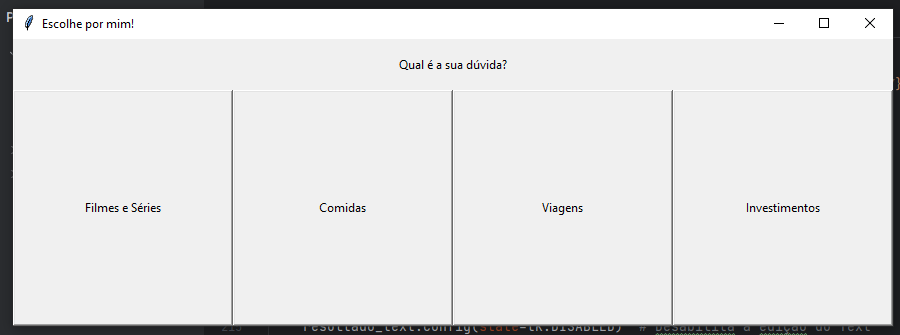 Escolhe por mim!
Qual é a sua dúvida?
Filmes e Séries
Comidas
Viagens
Investimentos
resultado_text.config(state=tk.DISABLED) # Desabilita a edição do Text